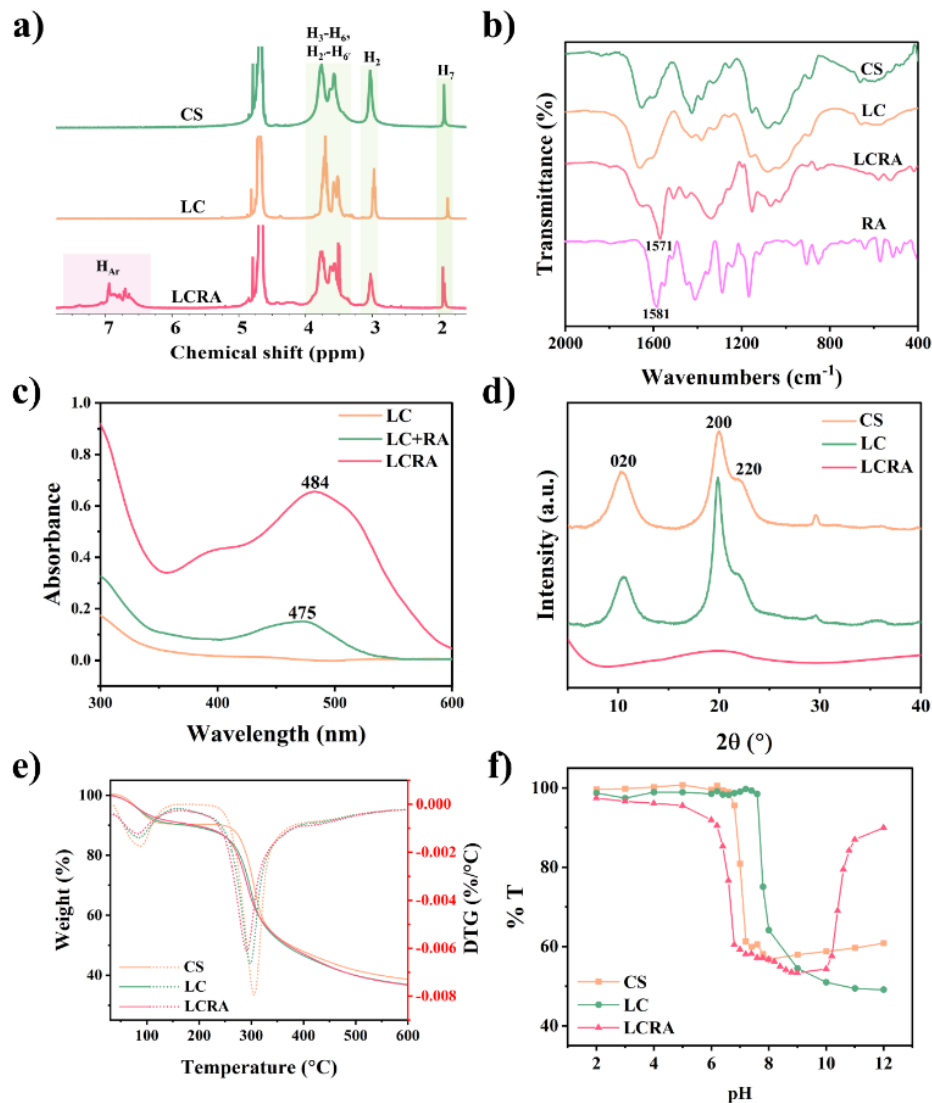 a)
H3-H6,
H2'-H6'
H2
H7
CS
LC
HAr
LCRA
7 6 5 4 3 2
Chemical shift (ppm)
b)
Transmittance (%)
CS
LC
LCRA
RA
1571
1581
2000 1600 1200 800 400
Wavenumbers (cm-1)
c)
LC
LC+RA
LCRA
484
475
Absorbance
1.0
0.8
0.6
0.4
0.2
0.0
300 400 500 600
Wavelength (nm)
d)
Intensity (a.u.)
CS
LC
LCRA
200
020
220
10 20 30 40
2θ (°)
e)
Weight (%)
100
80
60
40
0.000
-0.002
-0.004
-0.006
-0.008
DTG (%/°C)
CS
LC
LCRA
100 200 300 400 500 600
Temperature (°C)
f)
% T
100
80
60
40
CS
LC
LCRA
2 4 6 8 10 12
pH